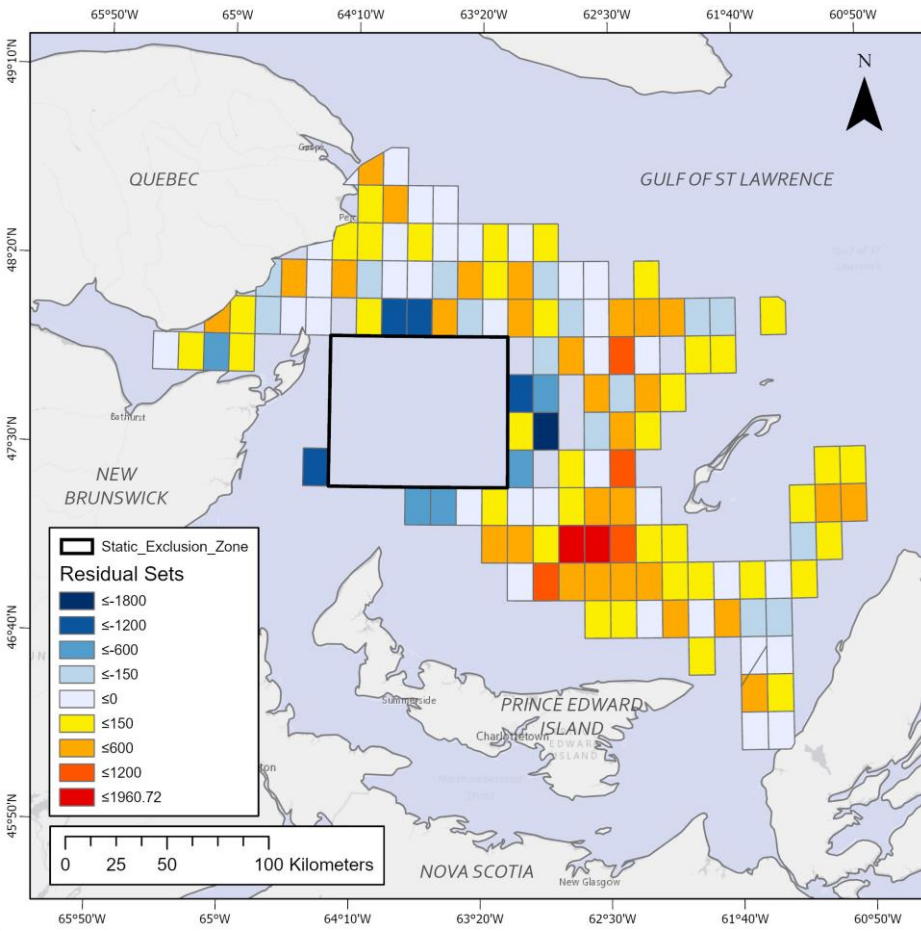 65°50'W 65°W 64°10'W 63°20'W 62°30'W 61°40'W 60°50'W
49°10'N
N
QUEBEC
GULF OF ST LAWRENCE
48°20'N
47°30'N
Bathurst
NEW
BRUNSWICK
Static_Exclusion_Zone
Residual Sets
≤-1800
≤-1200
≤-600
≤-150
≤0
≤150
≤600
≤1200
≤1960.72
46°40'N
Summerside
PRINCE EDWARD
ISLAND
Charlottetown
EDWARD
ISLAND
45°50'N
0 25 50 100 Kilometers
NOVA SCOTIA
New Glasgow
65°50'W 65°W 64°10'W 63°20'W 62°30'W 61°40'W 60°50'W